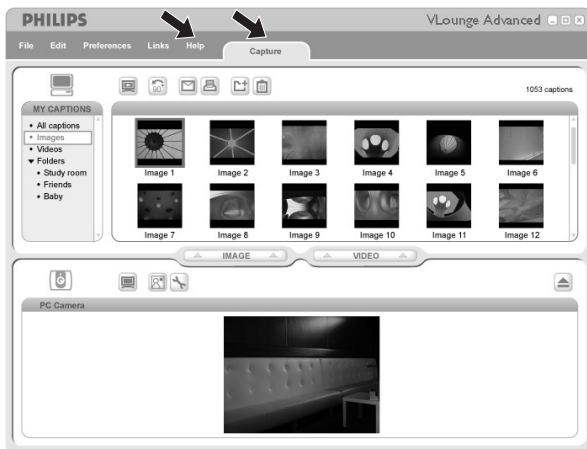 PHILIPS
VLounge Advanced
File Edit Preferences Links Help Capture
90°
1053 captions
MY CAPTIONS
• All captions
• Images
• Videos
Folders
• Study room
• Friends
• Baby
Image 1 Image 2 Image 3 Image 4 Image 5 Image 6
Image 7 Image 8 Image 9 Image 10 Image 11 Image 12
IMAGE VIDEO
PC Camera